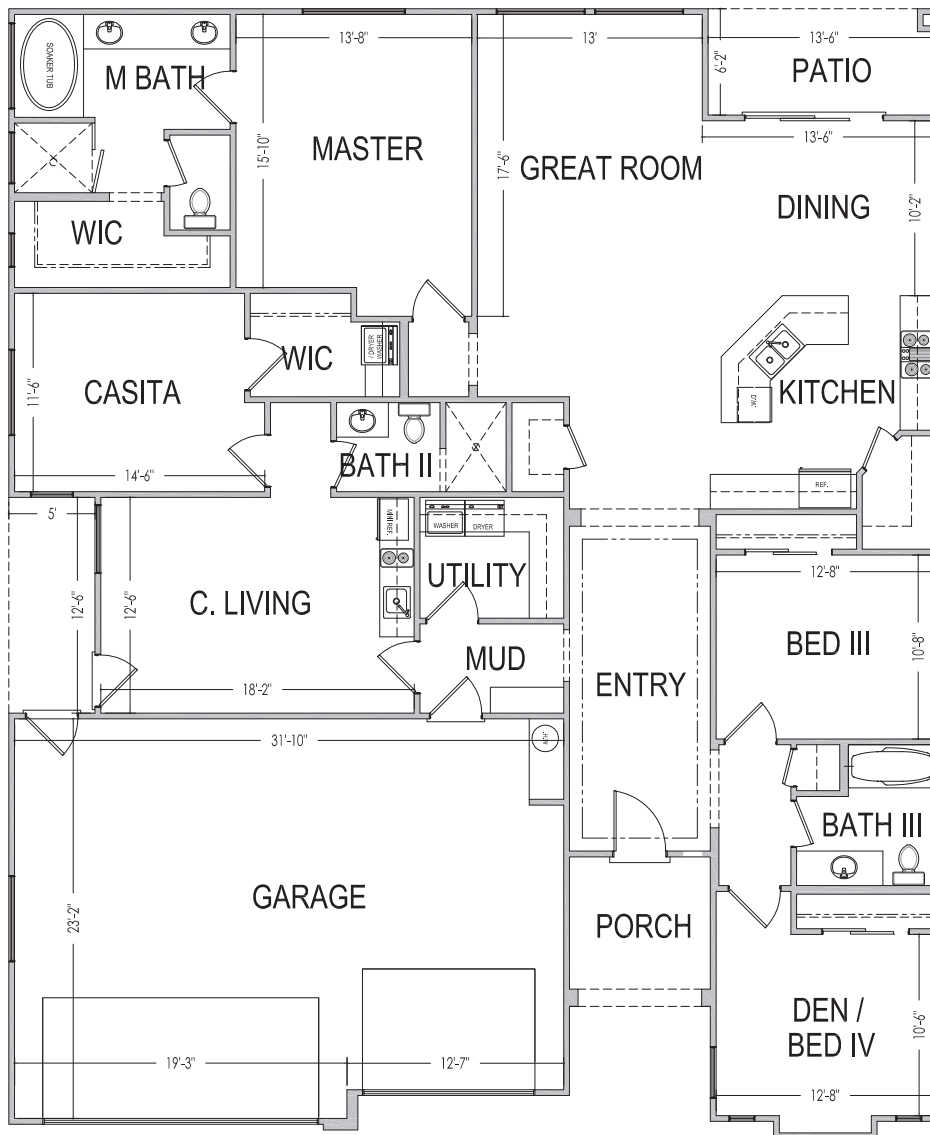 13'-8"
13'
13'-6"
SOAKER TUB
M BATH
6'-2"
PATIO
13'-6"
MASTER
15'-10"
17'-6"
GREAT ROOM
DINING
10'-2"
WIC
WIC
DRYER /
WASHER
CASITA
11'-6"
14'-6"
KITCHEN
D.W.
BATH II
REF.
5'
MINI REF.
WASHER
DRYER
UTILITY
12'-8"
12'-6"
12'-6"
C. LIVING
18'-2"
MUD
ENTRY
BED III
10'-8"
31'-10"
23'-2"
GARAGE
BATH III
PORCH
DEN /
BED IV
10'-6"
19'-3"
12'-7"
12'-8"